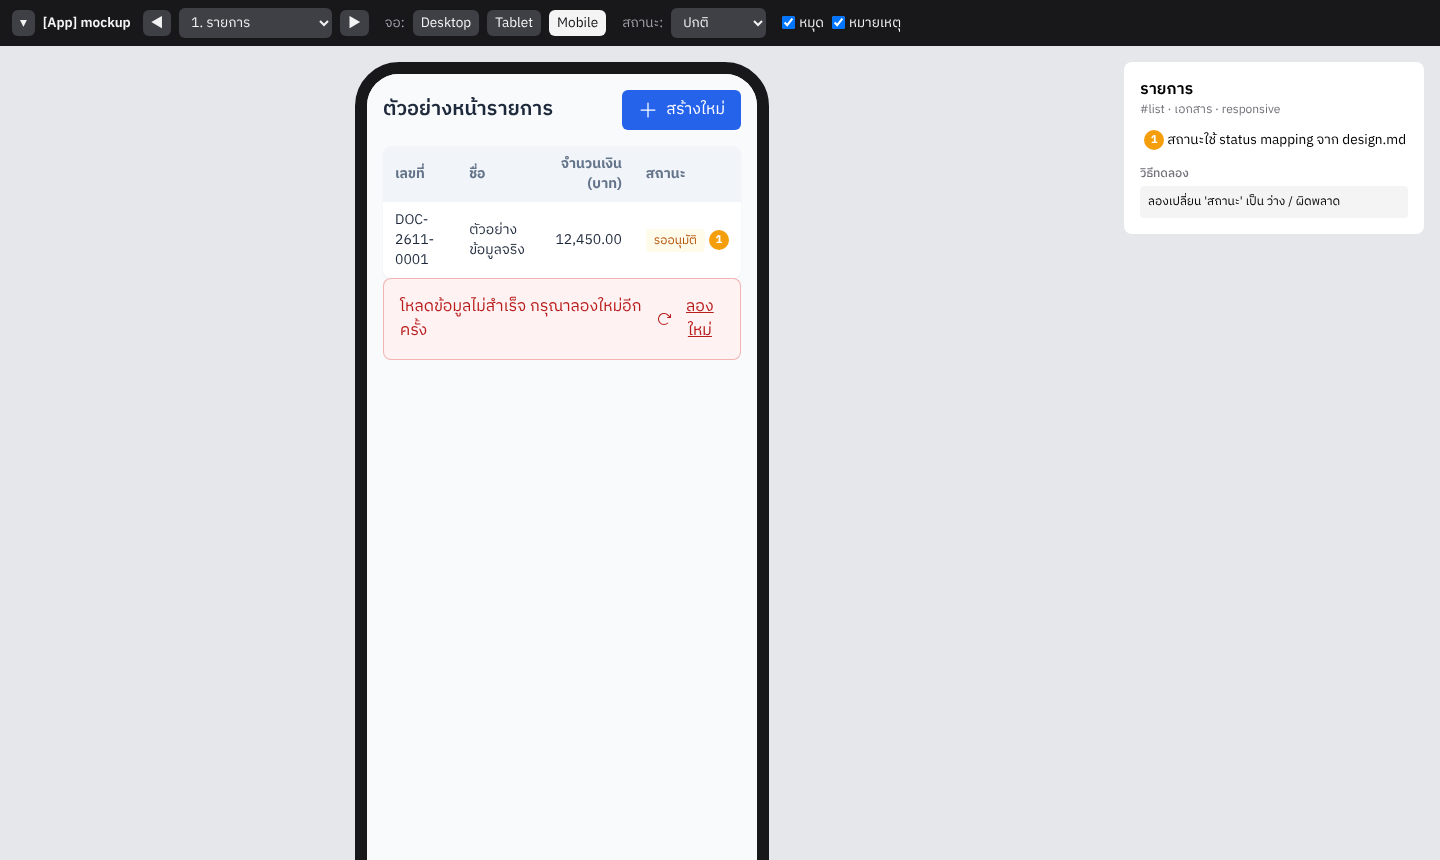 ▼ [App] mockup ◀ 1. รายการ ▶ จอ: Desktop Tablet Mobile สถานะ: ปกติ หมุด หมายเหตุ
ตัวอย่างหน้ารายการ
สร้างใหม่
เลขที่ ชื่อ จำนวนเงิน (บาท) สถานะ
DOC-2611-0001 ตัวอย่างข้อมูลจริง 12,450.00 รออนุมัติ 1
โหลดข้อมูลไม่สำเร็จ กรุณาลองใหม่อีก
ครั้ง
ลอง
ใหม่
รายการ
#list · เอกสาร · responsive
1 สถานะใช้ status mapping จาก design.md
วิธีทดลอง
ลองเปลี่ยน 'สถานะ' เป็น ว่าง / ผิดพลาด